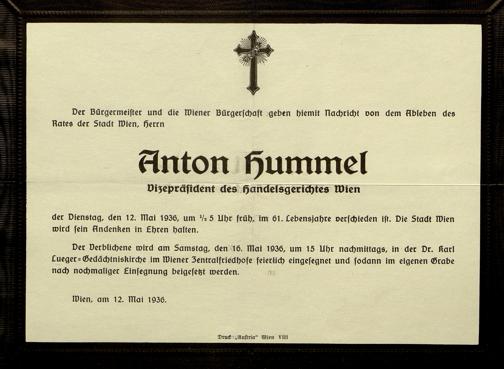 Der Bürgermeister und die Wiener Bürgerschaft geben hiemit Nachricht von dem Ableben des
Rates der Stadt Wien, Herrn
Anton Hummel
Vizepräsident des Handelsgerichtes Wien
der Dienstag, den 12. Mai 1936, um ½ 5 Uhr früh, im 61. Lebensjahre verschieden ist. Die Stadt Wien
wird sein Andenken in Ehren halten.
Der Verblichene wird am Samstag, den 16. Mai 1936, um 15 Uhr nachmittags, in der Dr. Karl
Lueger-Gedächtniskirche im Wiener Zentralfriedhofe feierlich eingesegnet und sodann im eigenen Grabe
nach nochmaliger Einsegnung beigesetzt werden.
Wien, am 12. Mai 1936.
Druck „Austria“ Wien VIII